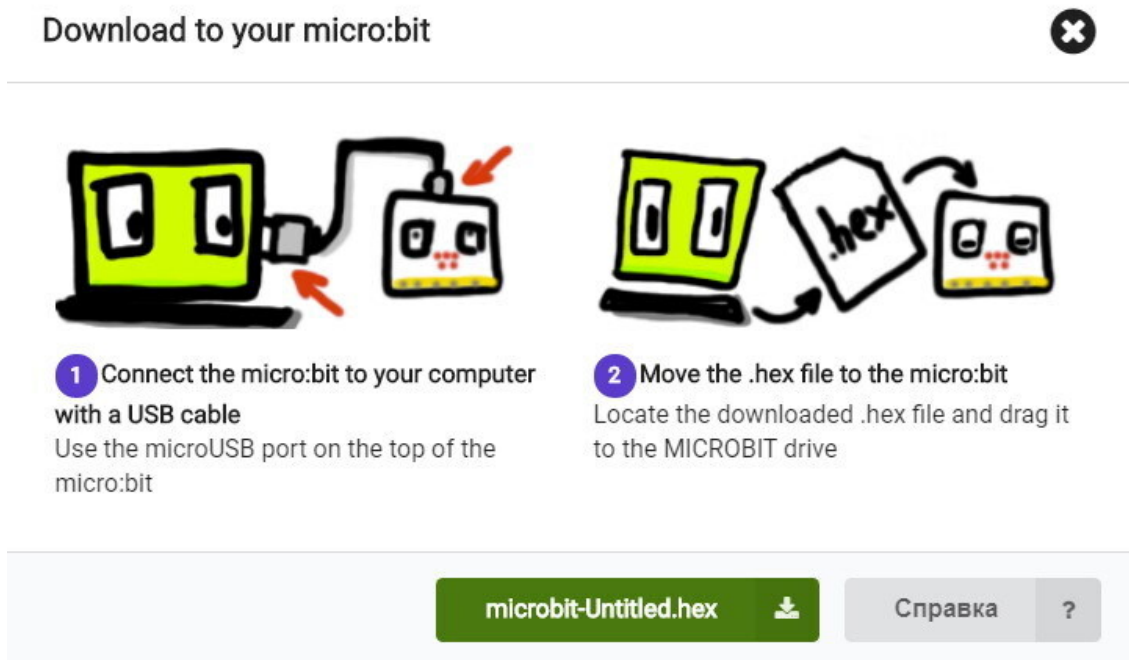 Download to your micro:bit
.hex
1 Connect the micro:bit to your computer
with a USB cable
Use the microUSB port on the top of the
micro:bit
2 Move the .hex file to the micro:bit
Locate the downloaded .hex file and drag it
to the MICROBIT drive
microbit-Untitled.hex
Справка ?